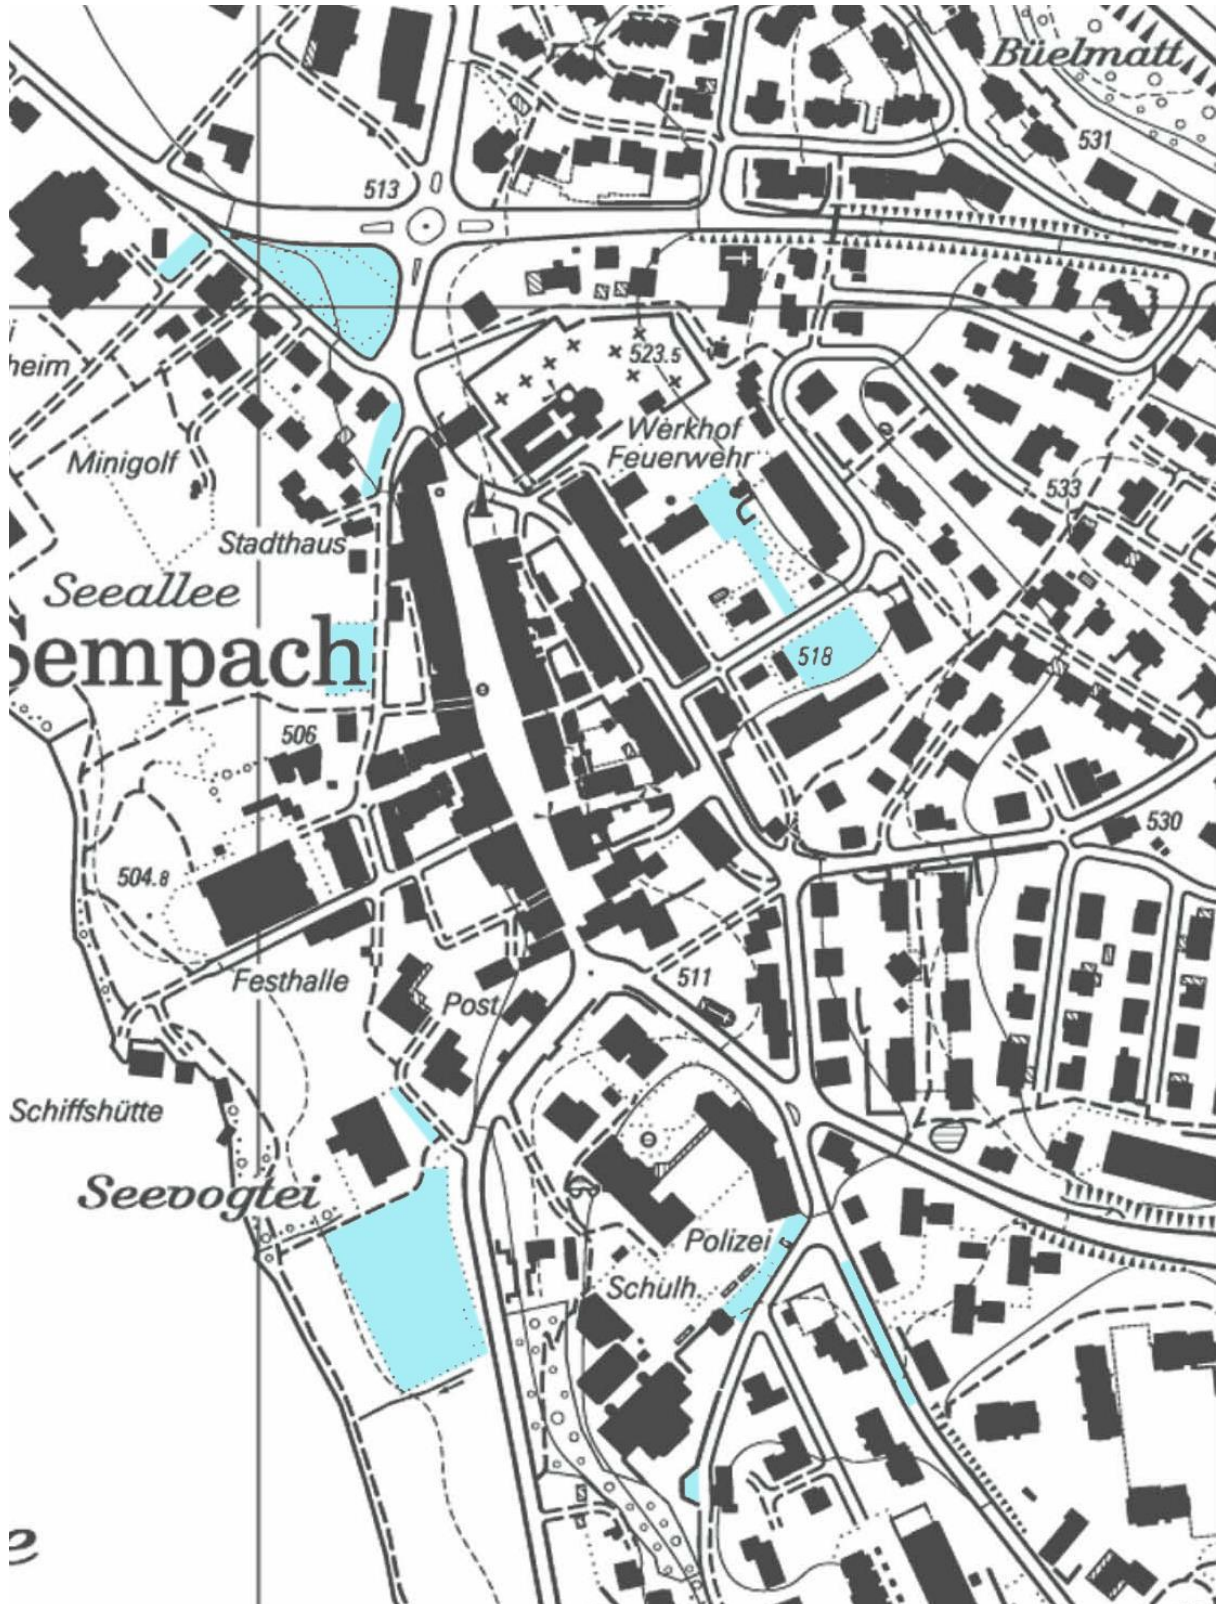 Büelmatt
531
513
523.5
heim
Werkhof
Feuerwehr
Minigolf
533
Stadthaus
Seeallee
Sempach
518
506
530
504.8
Festhalle
511
Post
Schiffshütte
Seevogtei
Polizei
Schulh.
e